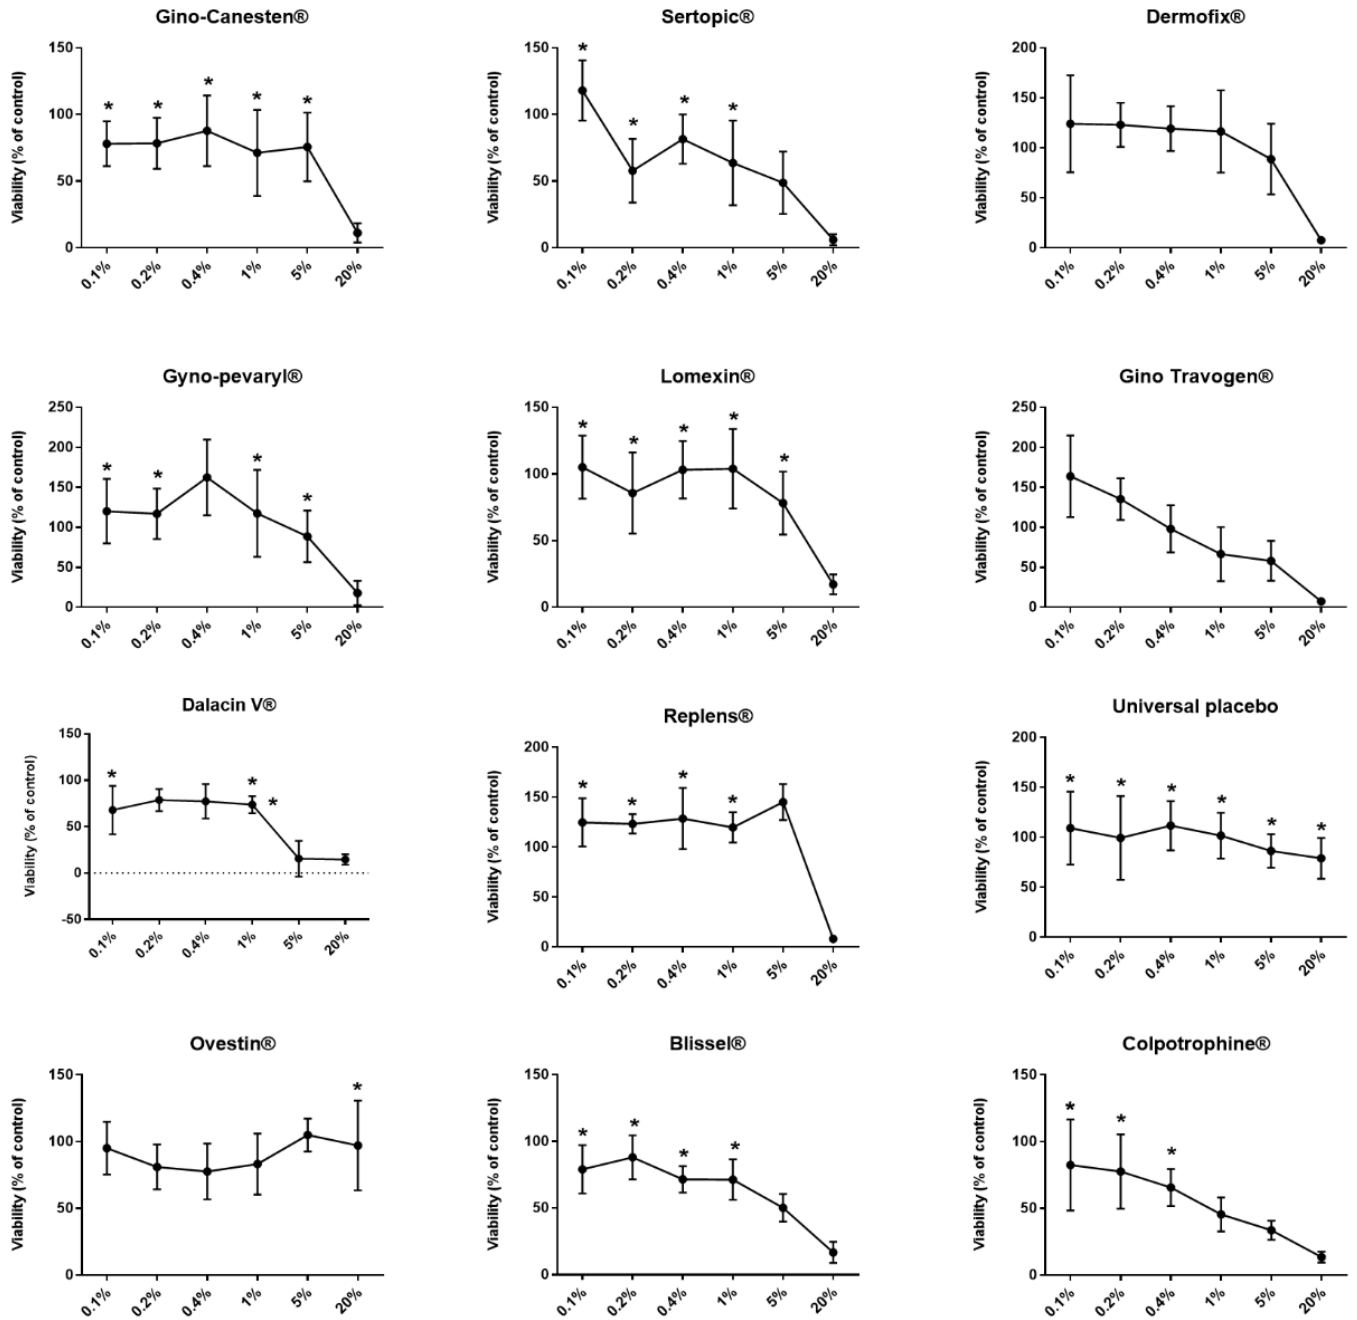 Gino-Canesten®
Viability (% of control)
150
100
50
0
* * * * *
0.1% 0.2% 0.4% 1% 5% 20%
Sertopic®
Viability (% of control)
150
100
50
0
* * * *
0.1% 0.2% 0.4% 1% 5% 20%
Dermofix®
Viability (% of control)
200
150
100
50
0
0.1% 0.2% 0.4% 1% 5% 20%
Gyno-pevaryl®
Viability (% of control)
250
200
150
100
50
0
* * * *
0.1% 0.2% 0.4% 1% 5% 20%
Lomexin®
Viability (% of control)
150
100
50
0
* * * * *
0.1% 0.2% 0.4% 1% 5% 20%
Gino Travogen®
Viability (% of control)
250
200
150
100
50
0
0.1% 0.2% 0.4% 1% 5% 20%
Dalacin V®
Viability (% of control)
150
100
50
0
-50
* * *
0.1% 0.2% 0.4% 1% 5% 20%
Replens®
Viability (% of control)
200
150
100
50
0
* * * *
0.1% 0.2% 0.4% 1% 5% 20%
Universal placebo
Viability (% of control)
200
150
100
50
0
* * * * * *
0.1% 0.2% 0.4% 1% 5% 20%
Ovestin®
Viability (% of control)
150
100
50
0
*
0.1% 0.2% 0.4% 1% 5% 20%
Blissel®
Viability (% of control)
150
100
50
0
* * * *
0.1% 0.2% 0.4% 1% 5% 20%
Colpotrophine®
Viability (% of control)
150
100
50
0
* * *
0.1% 0.2% 0.4% 1% 5% 20%